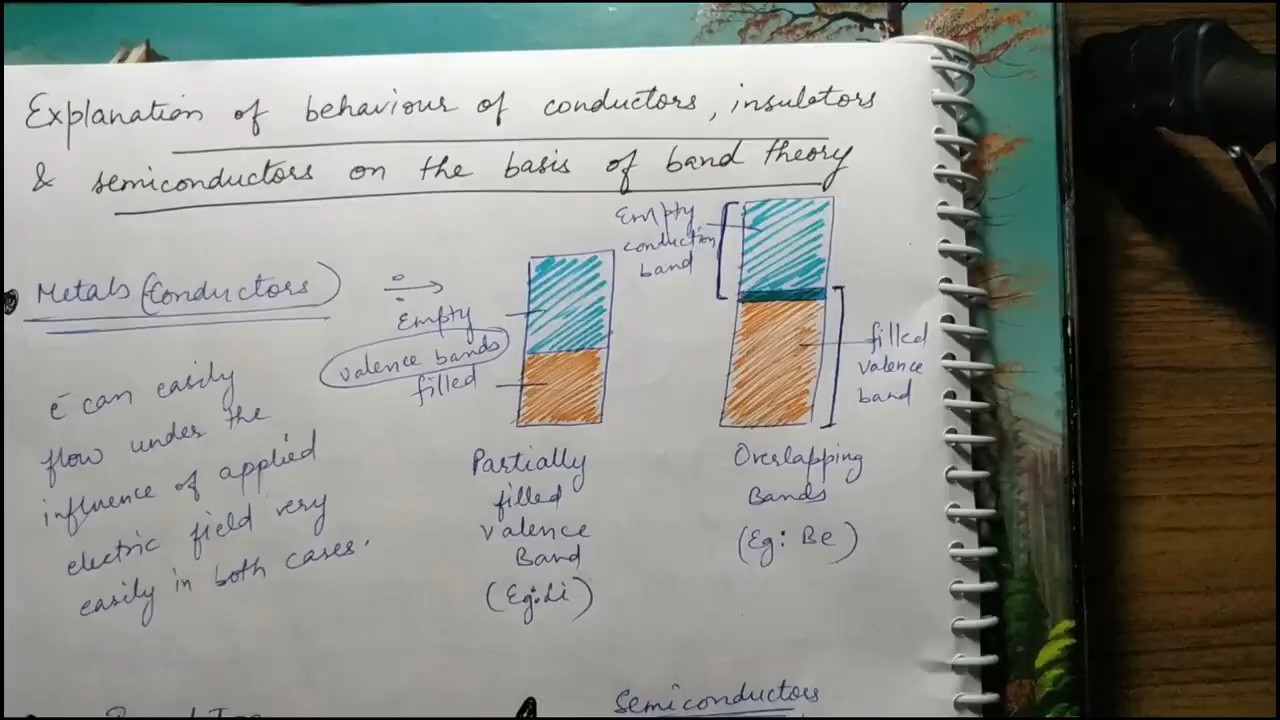 Explanation of behaviour of conductors, insulators
& semiconductors on the basis of band theory
Metals (Conductors)
e- can easily
flow under the
influence of applied
electric field very
easily in both cases.
Empty
valence bands
filled
Partially
filled
valence
Band
(Eg: Li)
Empty
conduction
band
filled
valence
band
Overlapping
Bands
(Eg: Be)
Semiconductors